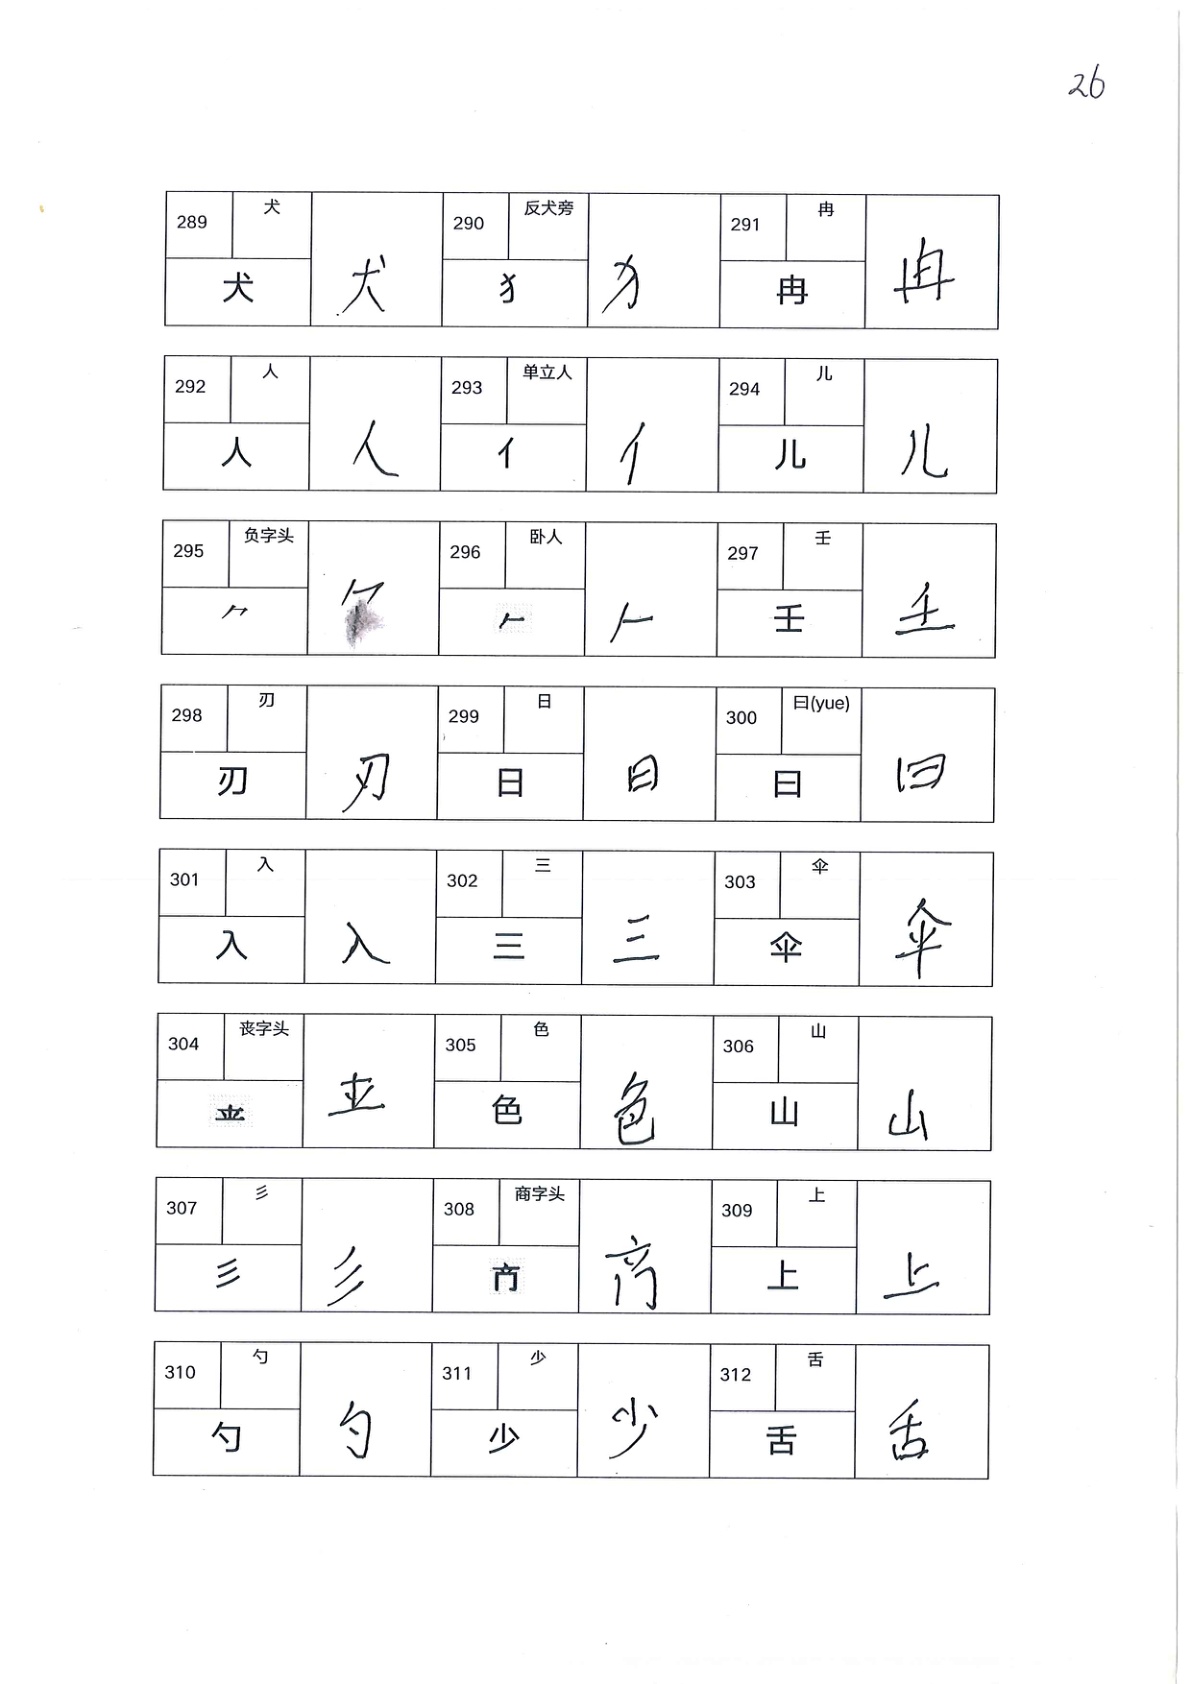 26
289 犬 290 反犬旁 291 冉
犬 犬 犭 犭 冉 冉
292 人 293 单立人 294 儿
人 人 亻 亻 儿 儿
295 负字头 296 卧人 297 壬
⺈ ⺈ 𠂉 𠂉 壬 壬
298 刃 299 日 300 曰(yue)
刃 刃 日 日 曰 曰
301 入 302 三 303 伞
入 入 三 三 伞 伞
304 丧字头 305 色 306 山
色 色 山 山
307 彡 308 商字头 309 上
彡 彡 上 上
310 勺 311 少 312 舌
勺 勺 少 少 舌 舌